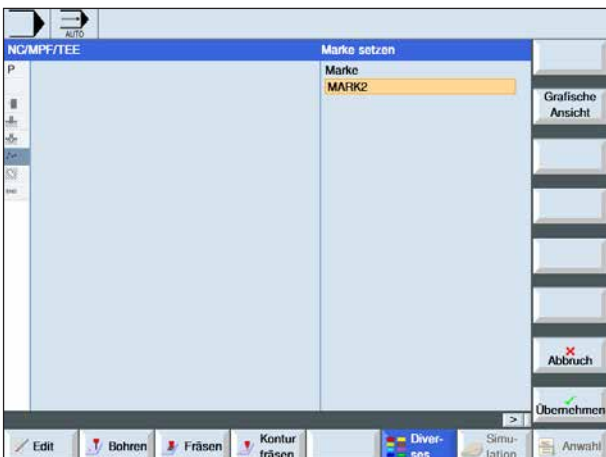 AUTO
NC/MPF/TEE
Marke setzen
P
Marke
MARK2
Grafische
Ansicht
END
Abbruch
Übernehmen
>
Edit
Bohren
Fräsen
Kontur
fräsen
Diver-
ses
Simu-
lation
Anwahl